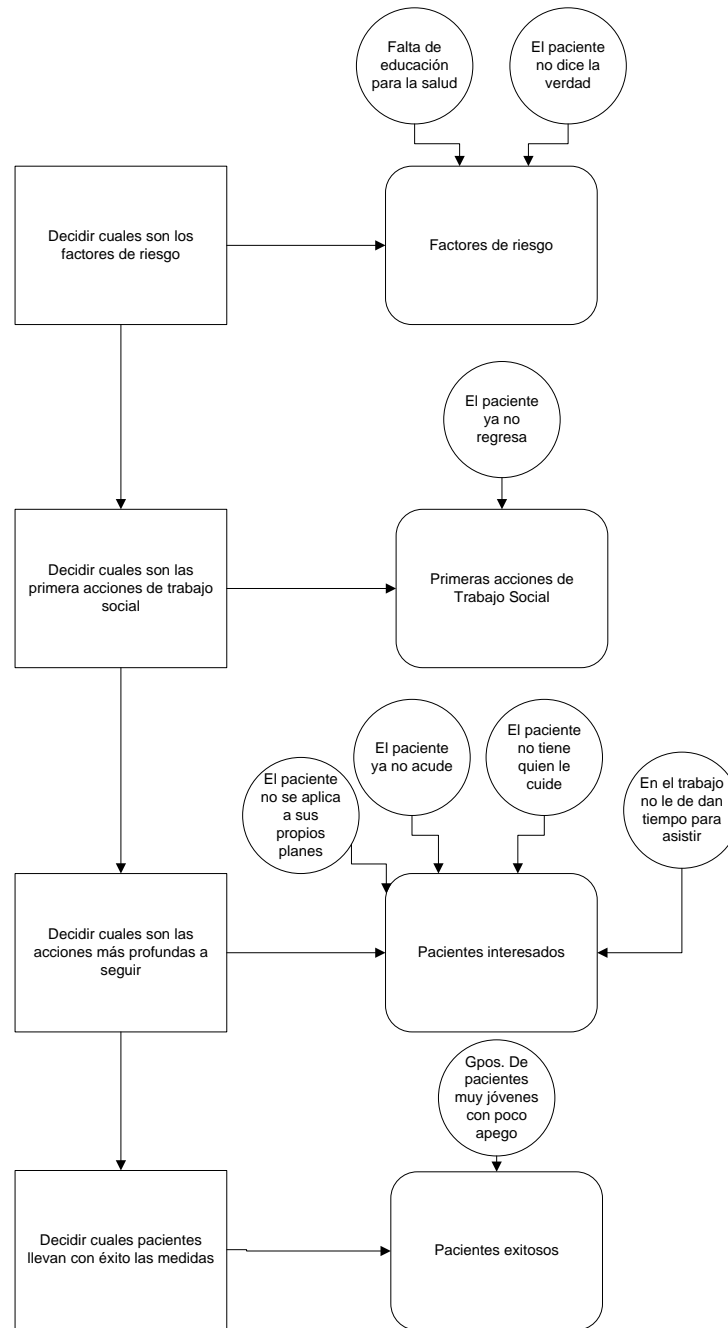 Falta de
educación
para la salud
El paciente
no dice la
verdad
Decidir cuales son los
factores de riesgo
Factores de riesgo
El paciente
ya no
regresa
Decidir cuales son las
primera acciones de trabajo
social
Primeras acciones de
Trabajo Social
El paciente
no se aplica
a sus
propios
planes
El paciente
ya no acude
El paciente
no tiene
quien le
cuide
En el trabajo
no le de dan
tiempo para
asistir
Decidir cuales son las
acciones más profundas a
seguir
Pacientes interesados
Gpos. De
pacientes
muy jóvenes
con poco
apego
Decidir cuales pacientes
llevan con éxito las medidas
Pacientes exitosos